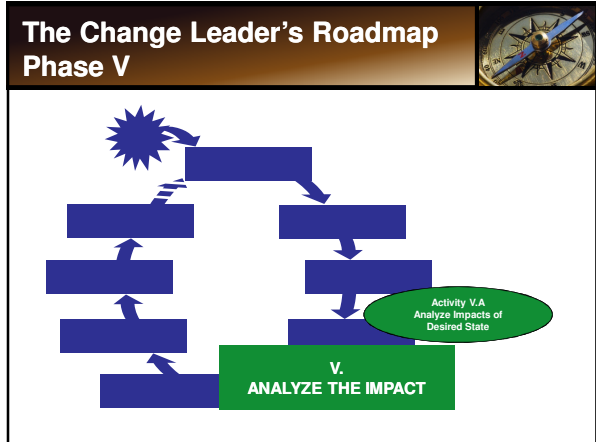 The Change Leader's Roadmap
Phase V
Activity V.A
Analyze Impacts of
Desired State
V.
ANALYZE THE IMPACT